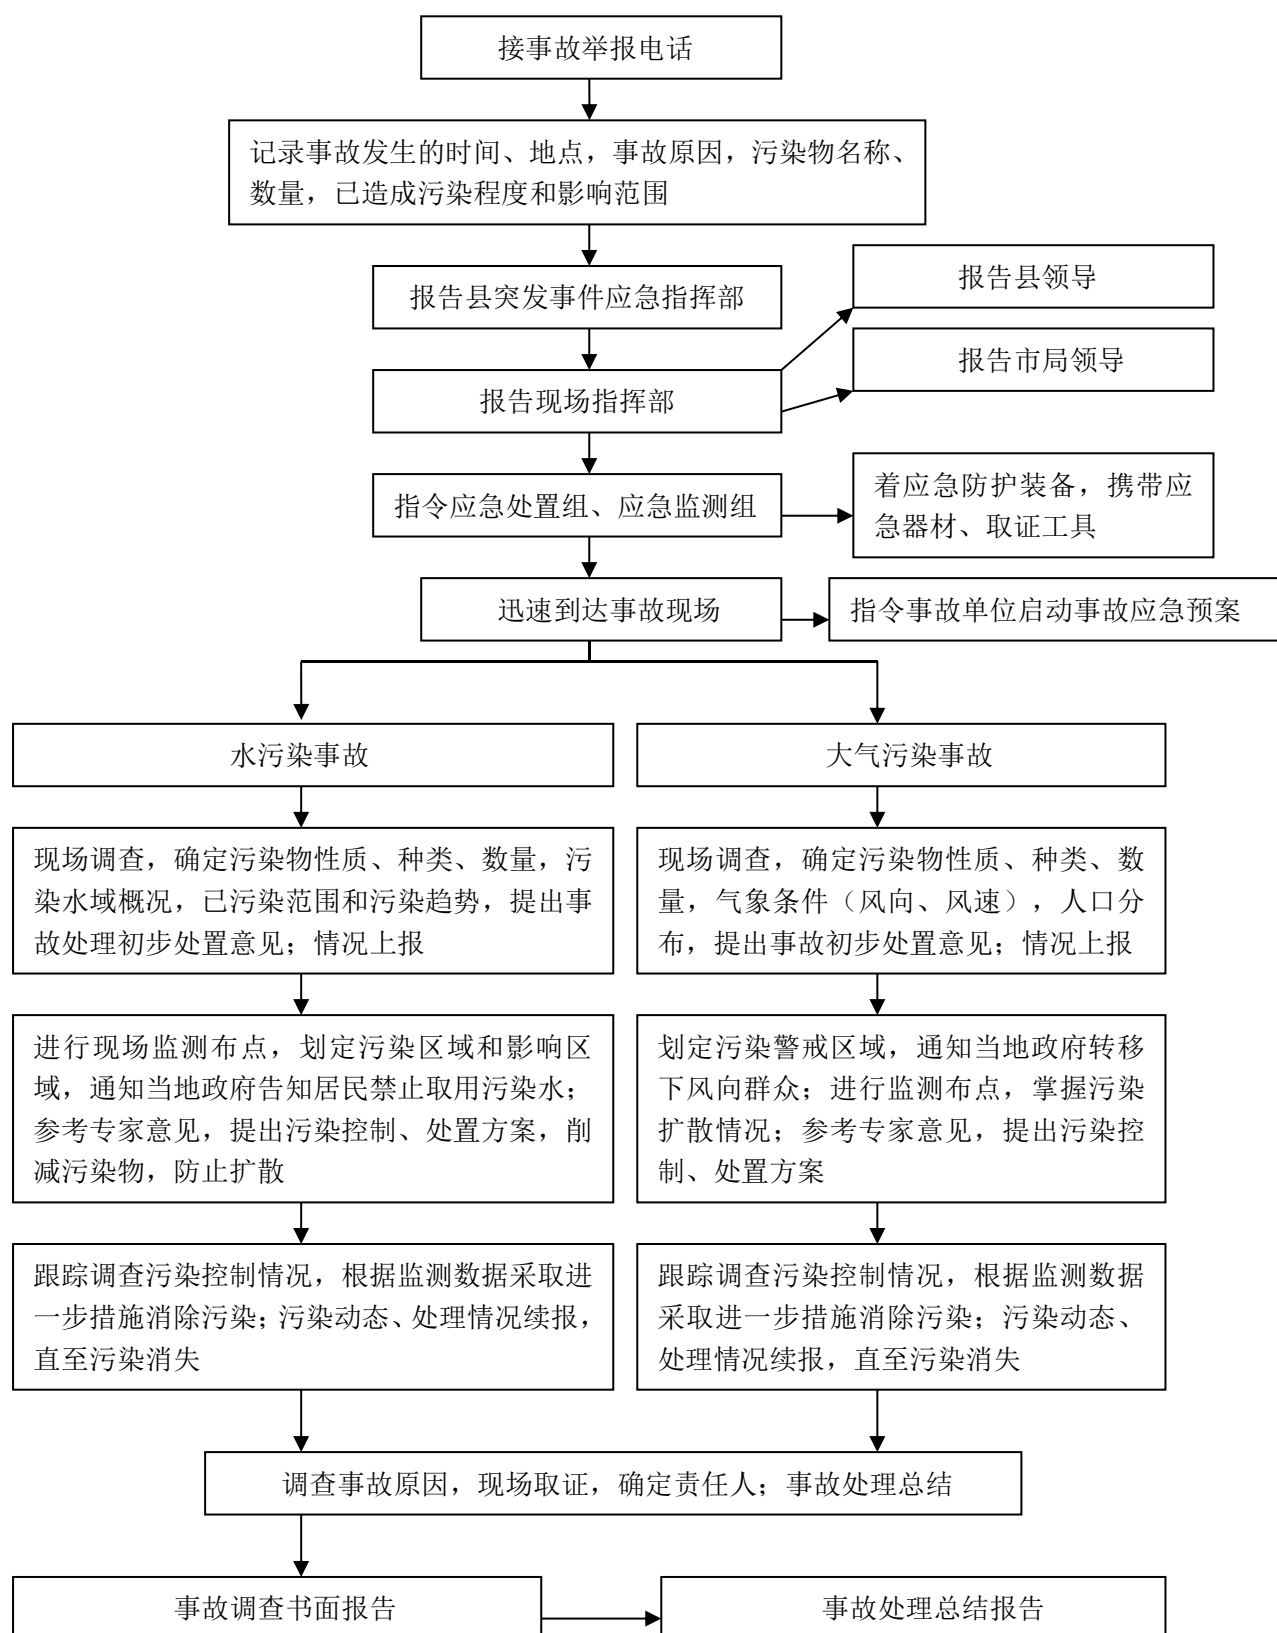 接事故举报电话
记录事故发生的时间、地点，事故原因，污染物名称、
数量，已造成污染程度和影响范围
报告县突发事件应急指挥部
报告县领导
报告市局领导
报告现场指挥部
指令应急处置组、应急监测组
着应急防护装备，携带应
急器材、取证工具
迅速到达事故现场
指令事故单位启动事故应急预案
水污染事故
大气污染事故
现场调查，确定污染物性质、种类、数量，污
染水域概况，已污染范围和污染趋势，提出事
故处理初步处置意见；情况上报
现场调查，确定污染物性质、种类、数
量，气象条件（风向、风速），人口分
布，提出事故初步处置意见；情况上报
进行现场监测布点，划定污染区域和影响区
域，通知当地政府告知居民禁止取用污染水；
参考专家意见，提出污染控制、处置方案，削
减污染物，防止扩散
划定污染警戒区域，通知当地政府转移
下风向群众；进行监测布点，掌握污染
扩散情况；参考专家意见，提出污染控
制、处置方案
跟踪调查污染控制情况，根据监测数据采取进
一步措施消除污染；污染动态、处理情况续报，
直至污染消失
跟踪调查污染控制情况，根据监测数据
采取进一步措施消除污染；污染动态、
处理情况续报，直至污染消失
调查事故原因，现场取证，确定责任人；事故处理总结
事故调查书面报告
事故处理总结报告